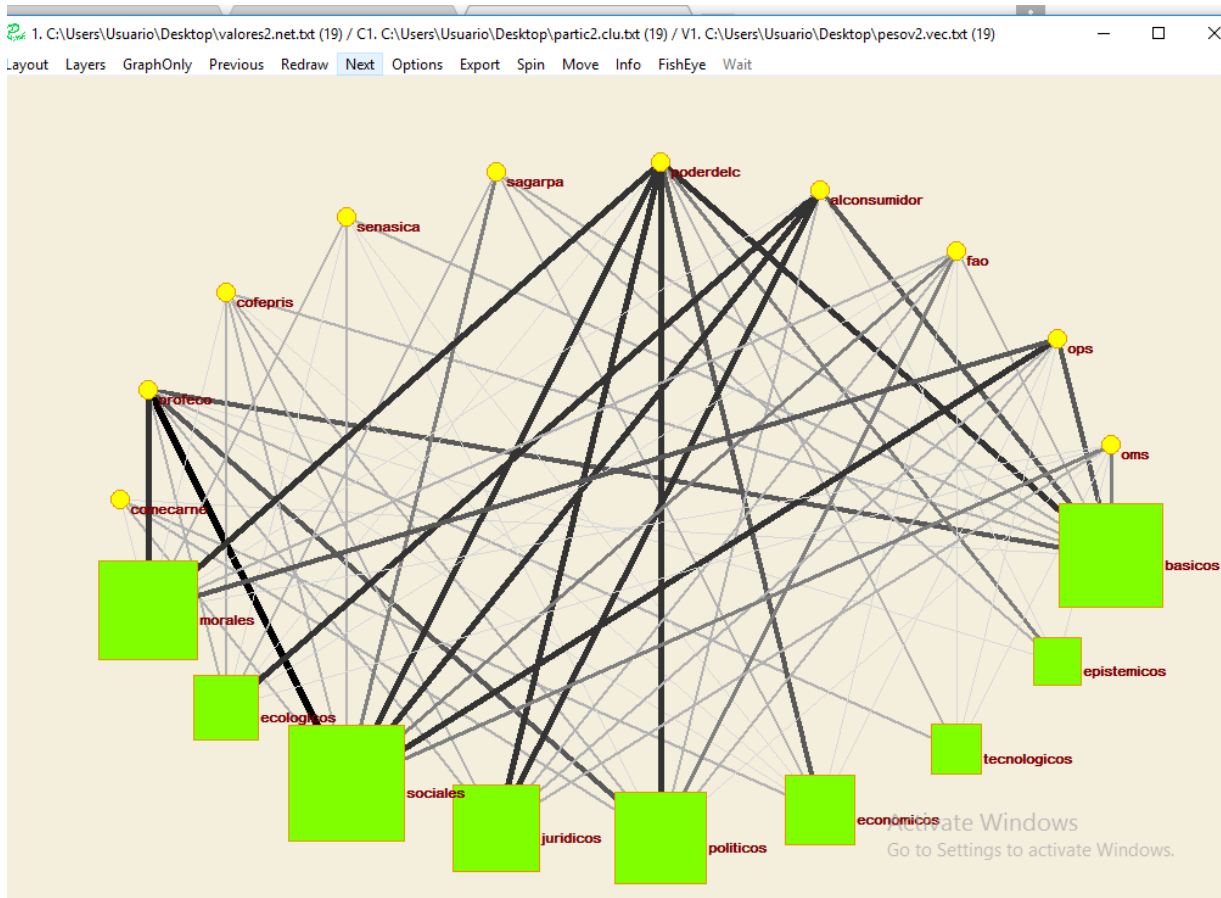 1. C:\Users\Usuario\Desktop\valores2.net.txt (19) / C1. C:\Users\Usuario\Desktop\partic2.clu.txt (19) / V1. C:\Users\Usuario\Desktop\pesov2.vec.txt (19)
Layout Layers GraphOnly Previous Redraw Next Options Export Spin Move Info FishEye Wait
poderdelc
sagarpa
alconsumidor
senasica
fao
cofepris
ops
profeco
oms
comecarne
basicos
morales
epistemicos
ecologicos
tecnologicos
sociales
economicos
juridicos
politicos
Activate Windows
Go to Settings to activate Windows.